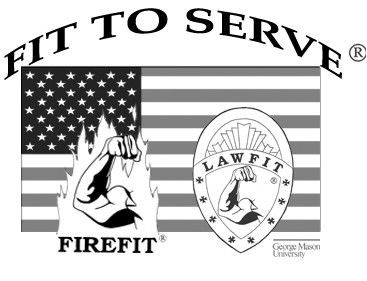 FIT TO SERVE®
LAWFIT
®
FIREFIT®
George Mason
University